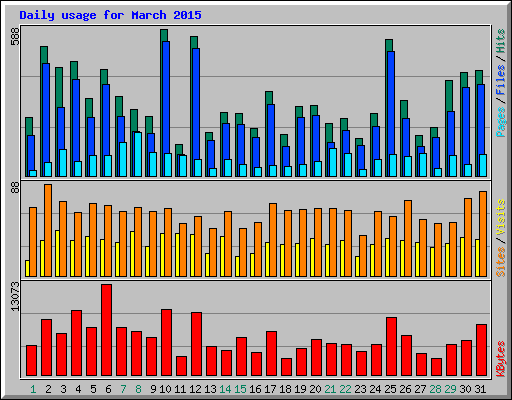 Daily usage for March 2015
588
Pages / Files / Hits
88
Sites / Visits
13073
KBytes
1 2 3 4 5 6 7 8 9 10 11 12 13 14 15 16 17 18 19 20 21 22 23 24 25 26 27 28 29 30 31